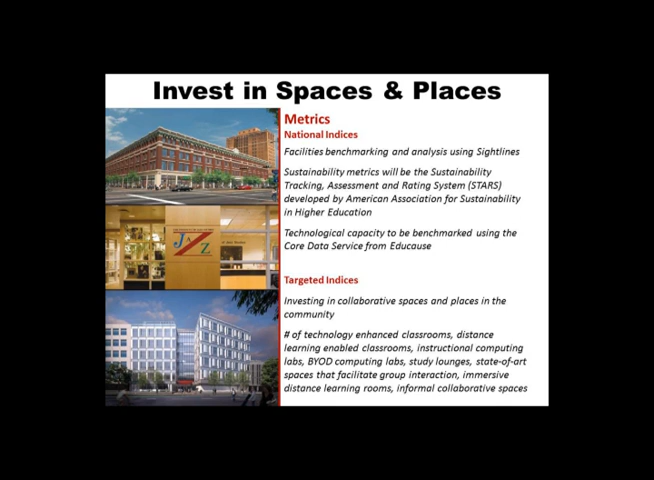 Invest in Spaces & Places
Metrics
National Indices
Facilities benchmarking and analysis using Sightlines
Sustainability metrics will be the Sustainability
Tracking, Assessment and Rating System (STARS)
developed by American Association for Sustainability
in Higher Education
Technological capacity to be benchmarked using the
Core Data Service from Educause
Targeted Indices
Investing in collaborative spaces and places in the
community
# of technology enhanced classrooms, distance
learning enabled classrooms, instructional computing
labs, BYOD computing labs, study lounges, state-of-art
spaces that facilitate group interaction, immersive
distance learning rooms, informal collaborative spaces
JAZZ